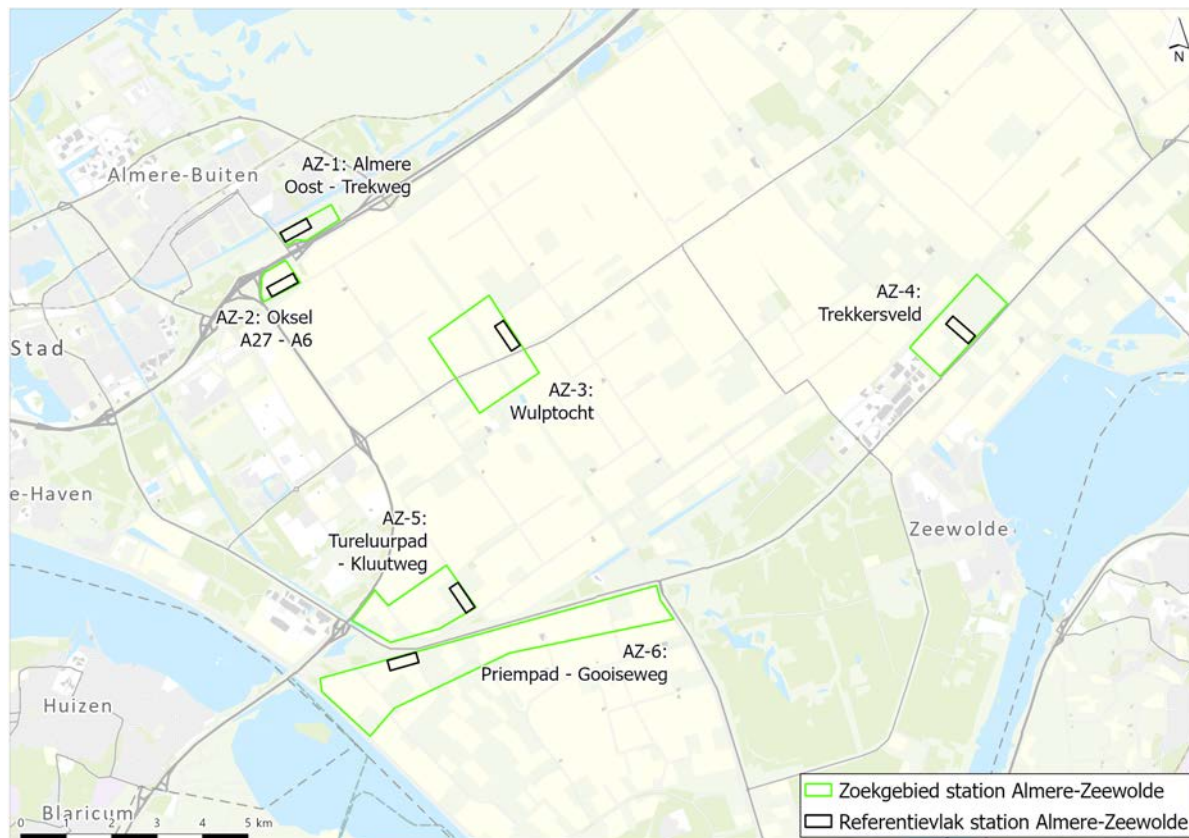 N
AZ-1: Almere
Oost - Trekweg
Almere-Buiten
AZ-2: Oksel
A27 - A6
Stad
AZ-4:
Trekkersveld
AZ-3:
Wulptocht
e-Haven
AZ-5:
Tureluurpad
- Kluutweg
Zeewolde
AZ-6:
Priempad - Gooiseweg
Huizen
Blaricum
0 1 2 3 4 5 km
Zoekgebied station Almere-Zeewolde
Referentievlak station Almere-Zeewolde